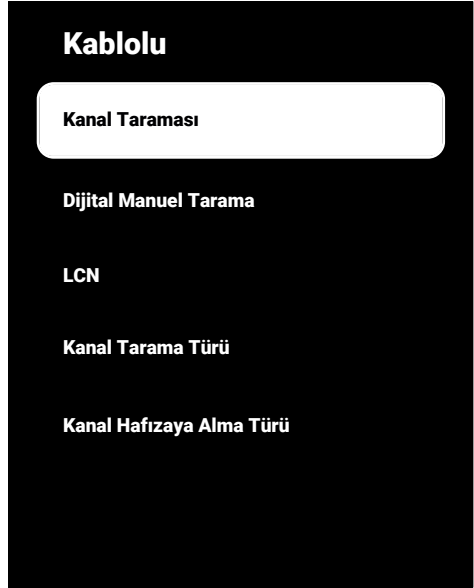 Kablolu
Kanal Taraması
Dijital Manuel Tarama
LCN
Kanal Tarama Türü
Kanal Hafızaya Alma Türü